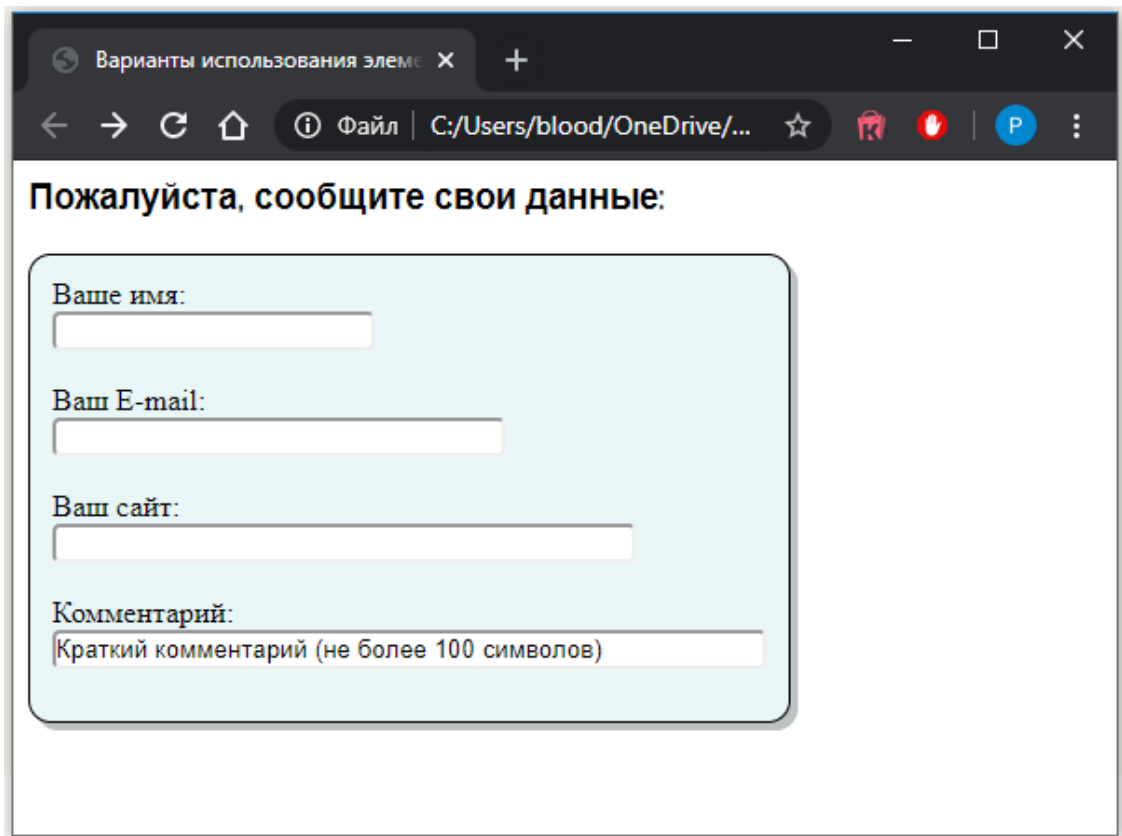 Варианты использования элеме
Файл | C:/Users/blood/OneDrive/...
P
Пожалуйста, сообщите свои данные:
Ваше имя:
Ваш E-mail:
Ваш сайт:
Комментарий:
Краткий комментарий (не более 100 символов)